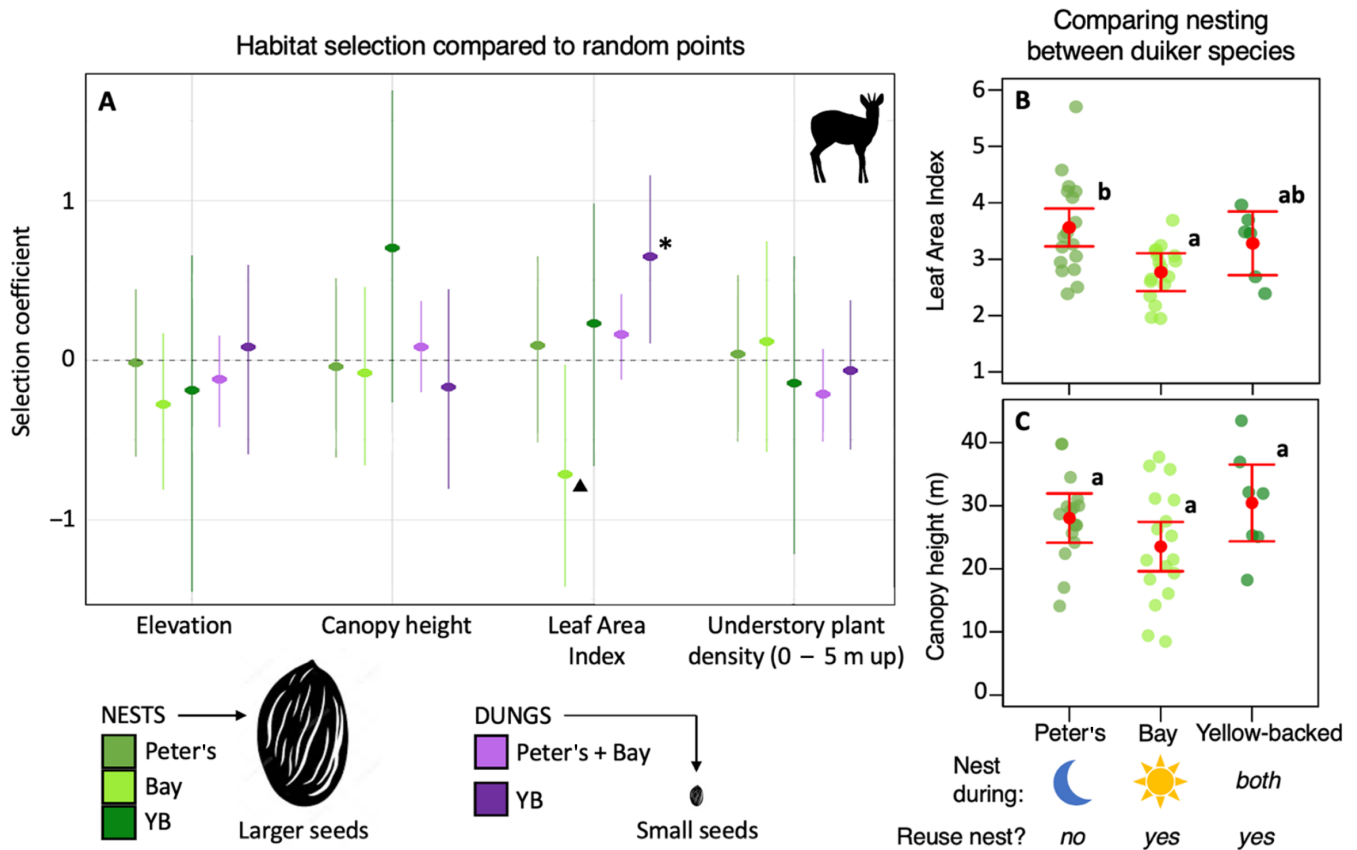 Habitat selection compared to random points
A
Selection coefficient
1
0
−1
*
Elevation
Canopy height
Leaf Area
Index
Understory plant
density (0 – 5 m up)
NESTS
Peter's
Bay
YB
Larger seeds
DUNGS
Peter's + Bay
YB
Small seeds
Comparing nesting
between duiker species
B
Leaf Area Index
6
5
4
3
2
1
b
a
ab
C
Canopy height (m)
40
30
20
10
0
a
a
a
Peter's Bay Yellow-backed
Nest
during:
both
Reuse nest? no yes yes